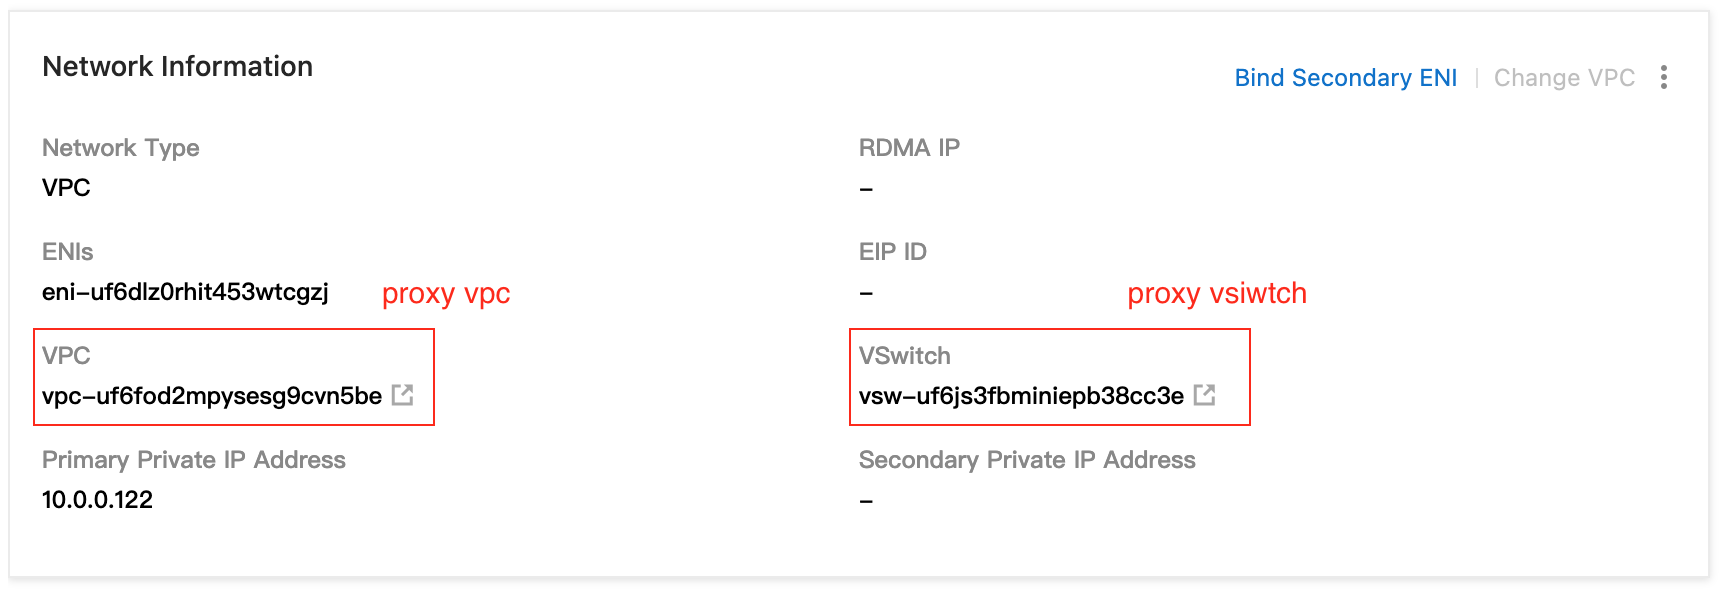 Network Information
Bind Secondary ENI | Change VPC
Network Type
VPC
RDMA IP
–
ENIs
eni-uf6dlz0rhit453wtcgzj
proxy vpc
EIP ID
–
proxy vsiwtch
VPC
vpc-uf6fod2mpysesg9cvn5be
VSwitch
vsw-uf6js3fbminiepb38cc3e
Primary Private IP Address
10.0.0.122
Secondary Private IP Address
–